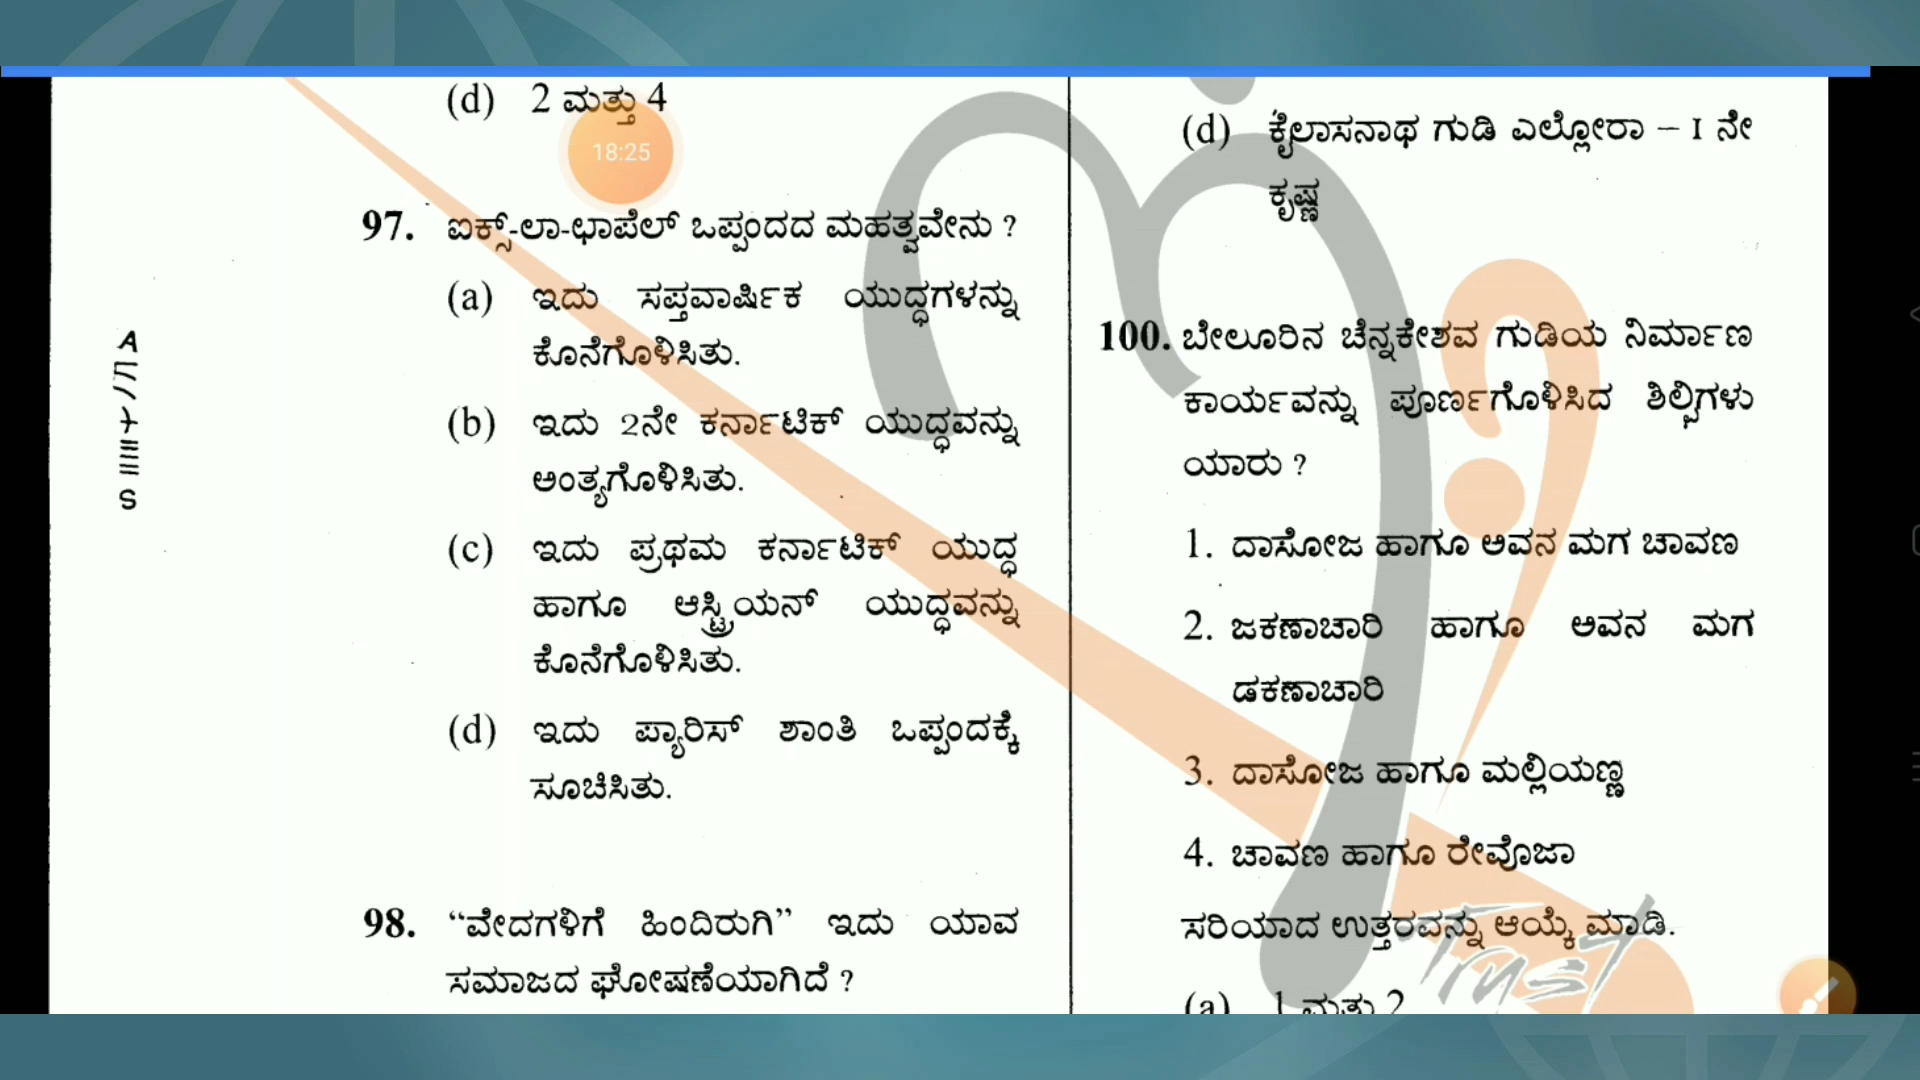 (d) 2 ಮತ್ತು 4
18:25
97. ಐಕ್ಸ್-ಲಾ-ಛಾಪೆಲ್ ಒಪ್ಪಂದದ ಮಹತ್ವವೇನು ?
(a) ಇದು ಸಪ್ತವಾರ್ಷಿಕ ಯುದ್ಧಗಳನ್ನು
ಕೊನೆಗೊಳಿಸಿತು.
(b) ಇದು 2ನೇ ಕರ್ನಾಟಿಕ್ ಯುದ್ಧವನ್ನು
ಅಂತ್ಯಗೊಳಿಸಿತು.
(c) ಇದು ಪ್ರಥಮ ಕರ್ನಾಟಿಕ್ ಯುದ್ಧ
ಹಾಗೂ ಆಸ್ಟ್ರಿಯನ್ ಯುದ್ಧವನ್ನು
ಕೊನೆಗೊಳಿಸಿತು.
(d) ಇದು ಪ್ಯಾರಿಸ್ ಶಾಂತಿ ಒಪ್ಪಂದಕ್ಕೆ
ಸೂಚಿಸಿತು.
98. “ವೇದಗಳಿಗೆ ಹಿಂದಿರುಗಿ” ಇದು ಯಾವ
ಸಮಾಜದ ಘೋಷಣೆಯಾಗಿದೆ ?
(d) ಕೈಲಾಸನಾಥ ಗುಡಿ ಎಲ್ಲೋರಾ – I ನೇ
ಕೃಷ್ಣ
100. ಬೇಲೂರಿನ ಚೆನ್ನಕೇಶವ ಗುಡಿಯ ನಿರ್ಮಾಣ
ಕಾರ್ಯವನ್ನು ಪೂರ್ಣಗೊಳಿಸಿದ ಶಿಲ್ಪಿಗಳು
ಯಾರು ?
1. ದಾಸೋಜ ಹಾಗೂ ಅವನ ಮಗ ಚಾವಣ
2. ಜಕಣಾಚಾರಿ ಹಾಗೂ ಅವನ ಮಗ
ಡಕಣಾಚಾರಿ
3. ದಾಸೋಜ ಹಾಗೂ ಮಲ್ಲಿಯಣ್ಣ
4. ಚಾವಣ ಹಾಗೂ ರೇವೊಜಾ
ಸರಿಯಾದ ಉತ್ತರವನ್ನು ಆಯ್ಕೆ ಮಾಡಿ.
Trust
(a) 1 ಮತ್ತು 2